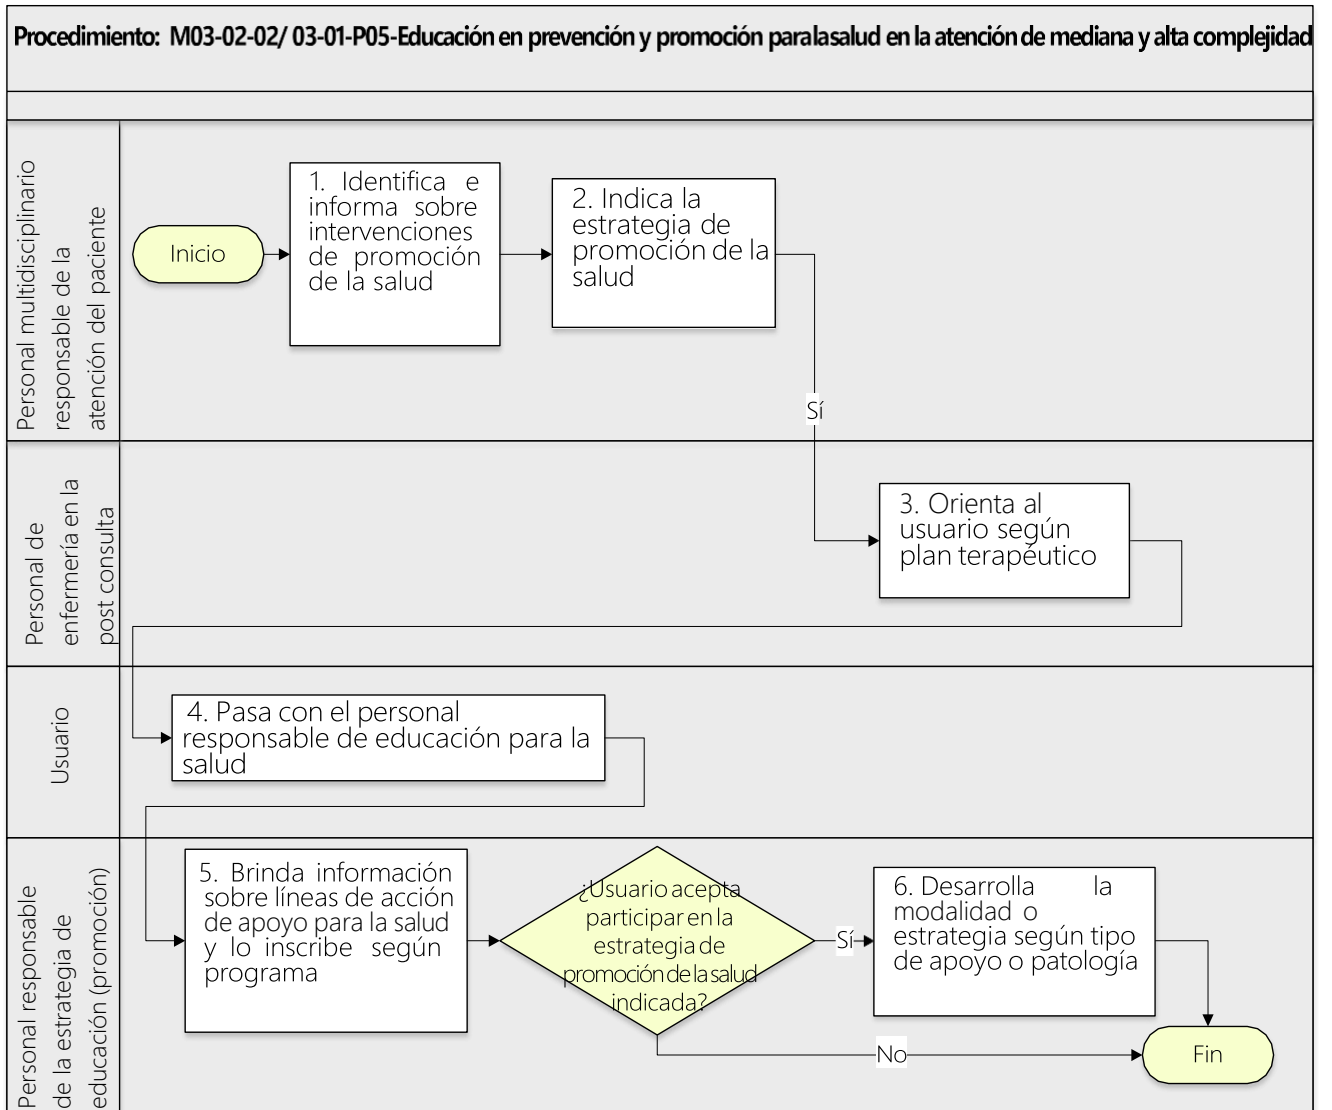 Procedimiento: M03-02-02/ 03-01-P05-Educación en prevención y promoción paralasalud en la atención de mediana y alta complejidad
Personal multidisciplinario
responsable de la
atención del paciente
Inicio
1. Identifica e
informa sobre
intervenciones
de promoción
de la salud
2. Indica la
estrategia de
promoción de la
salud
Sí
Personal de
enfermería en la
post consulta
3. Orienta al
usuario según
plan terapéutico
Usuario
4. Pasa con el personal
responsable de educación para la
salud
Personal responsable
de la estrategia de
educación (promoción)
5. Brinda información
sobre líneas de acción
de apoyo para la salud
y lo inscribe según
programa
¿Usuario acepta
participar en la
estrategia de
promoción de la salud
indicada?
Sí
6. Desarrolla la
modalidad o
estrategia según tipo
de apoyo o patología
No
Fin